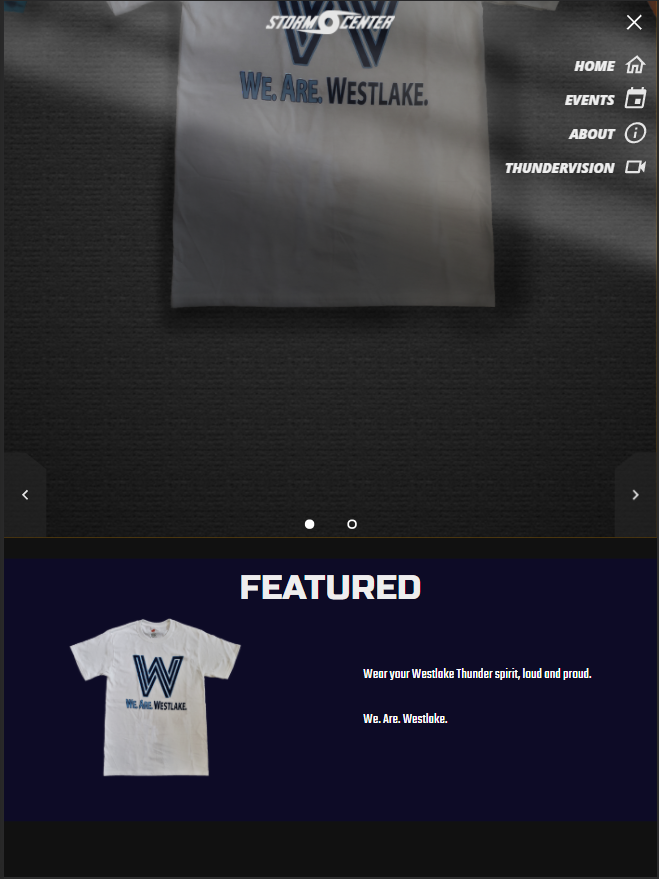 STORM CENTER
HOME
EVENTS
ABOUT
THUNDERVISION
W
WE. ARE. WESTLAKE.
FEATURED
W
WE. ARE. WESTLAKE.
Wear your Westlake Thunder spirit, loud and proud.
We. Are. Westlake.